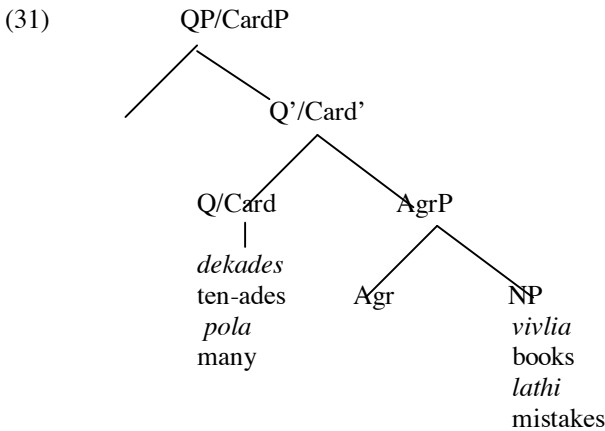 (31) QP/CardP
Q’/Card’
Q/Card AgrP
dekades
ten-ades Agr NP
pola vivlia
many books
lathi
mistakes